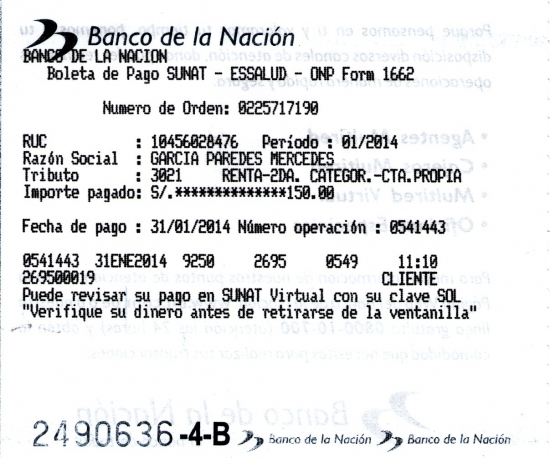 Banco de la Nación
BANCO DE LA NACION
Boleta de Pago SUNAT - ESSALUD - ONP Form 1662
Numero de Orden: 0225717190
RUC : 10456028476 Período : 01/2014
Razón Social : GARCIA PAREDES MERCEDES
Tributo : 3021 RENTA-2DA. CATEGOR.-CTA.PROPIA
Importe pagado: S/.**************150.00
Fecha de pago : 31/01/2014 Número operación : 0541443
0541443 31ENE2014 9250 2695 0549 11:10
269500019 CLIENTE
Puede revisar su pago en SUNAT Virtual con su clave SOL
"Verifique su dinero antes de retirarse de la ventanilla"
2490636-4-B Banco de la Nación Banco de la Nación